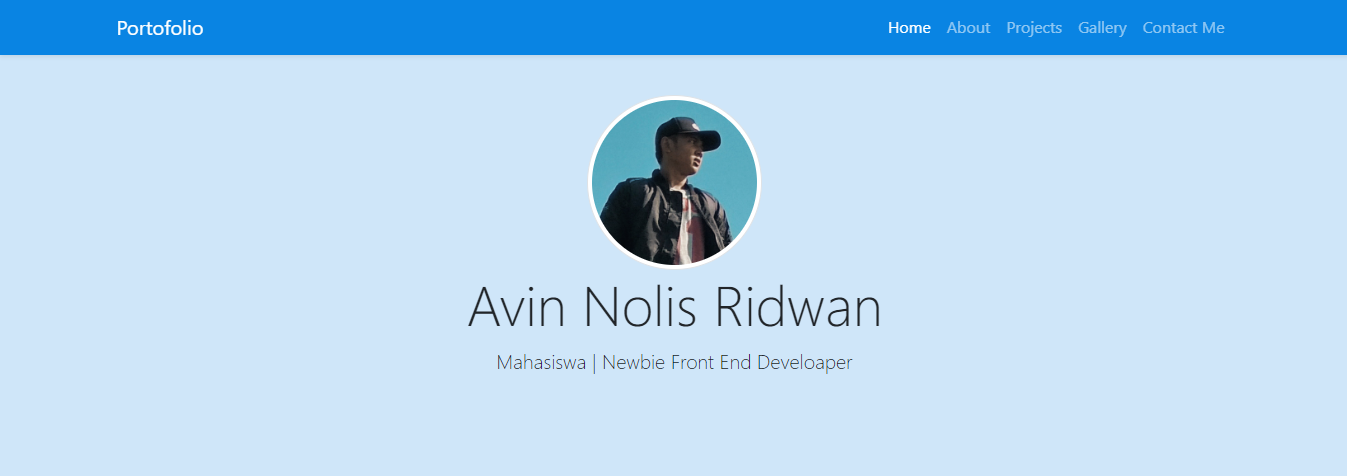 Portofolio
Home About Projects Gallery Contact Me
Avin Nolis Ridwan
Mahasiswa | Newbie Front End Develoaper